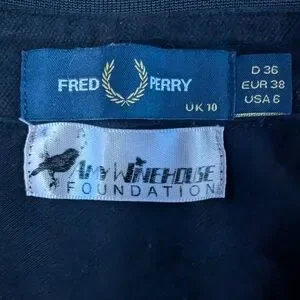 FRED PERRY
UK 10
D 36
EUR 38
USA 6
AMY WINEHOUSE
FOUNDATION